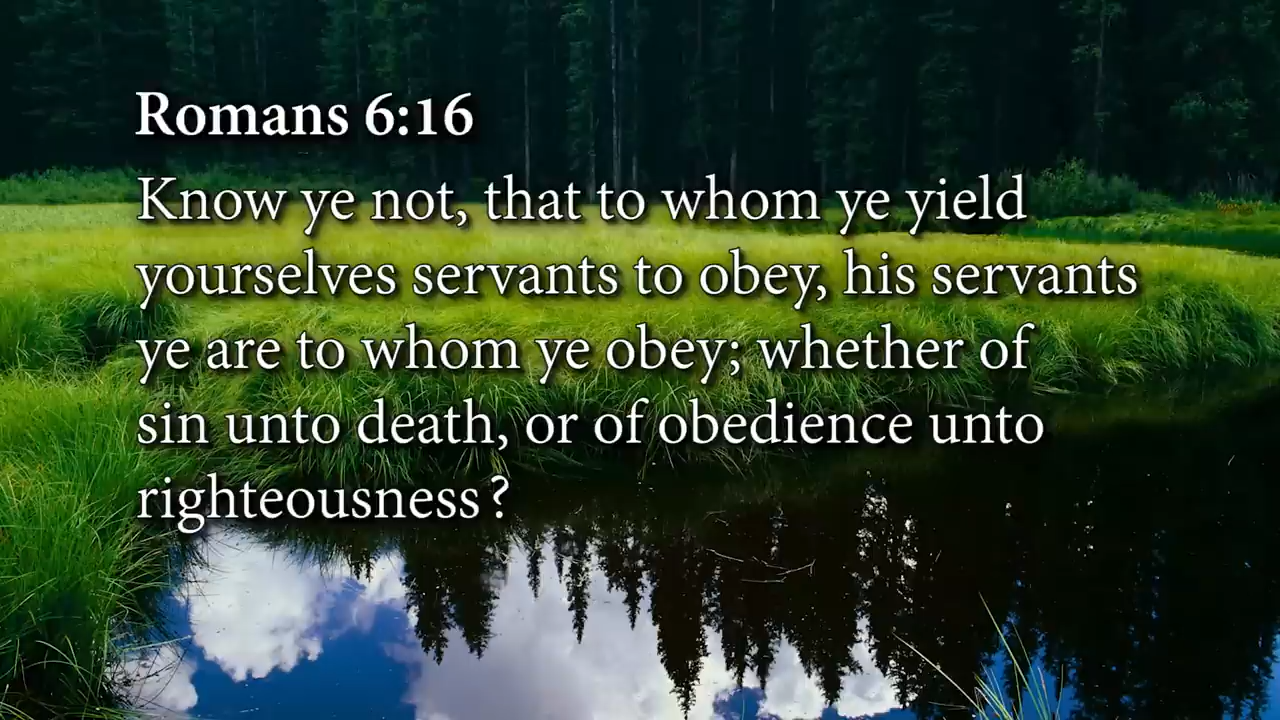 Romans 6:16
Know ye not, that to whom ye yield
yourselves servants to obey, his servants
ye are to whom ye obey; whether of
sin unto death, or of obedience unto
righteousness?